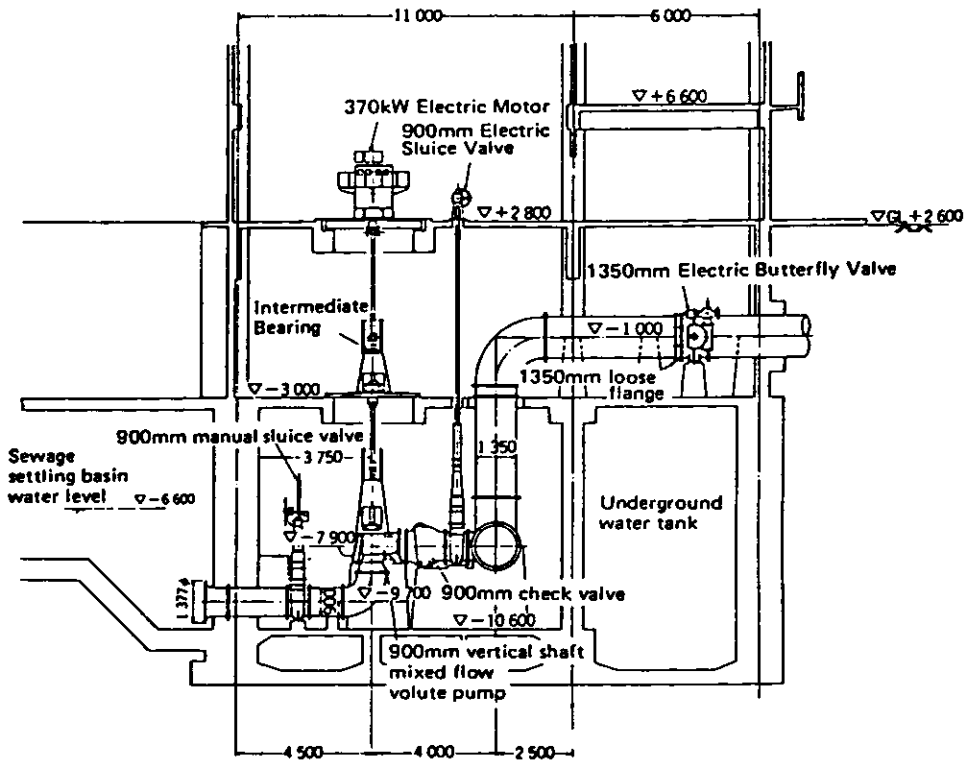 11 000
6 000
▽+6 600
370kW Electric Motor
900mm Electric
Sluice Valve
▽+2 800
▽GL+2 600
1350mm Electric Butterfly Valve
Intermediate
Bearing
▽-1 000
▽-3 000
1350mm loose
flange
900mm manual sluice valve
3 750
1 350
Sewage
settling basin
water level
▽-6 600
Underground
water tank
▽-7 900
1 377φ
900
900mm check valve
▽-10 600
900mm vertical shaft
mixed flow
volute pump
4 500
4 000
2 500